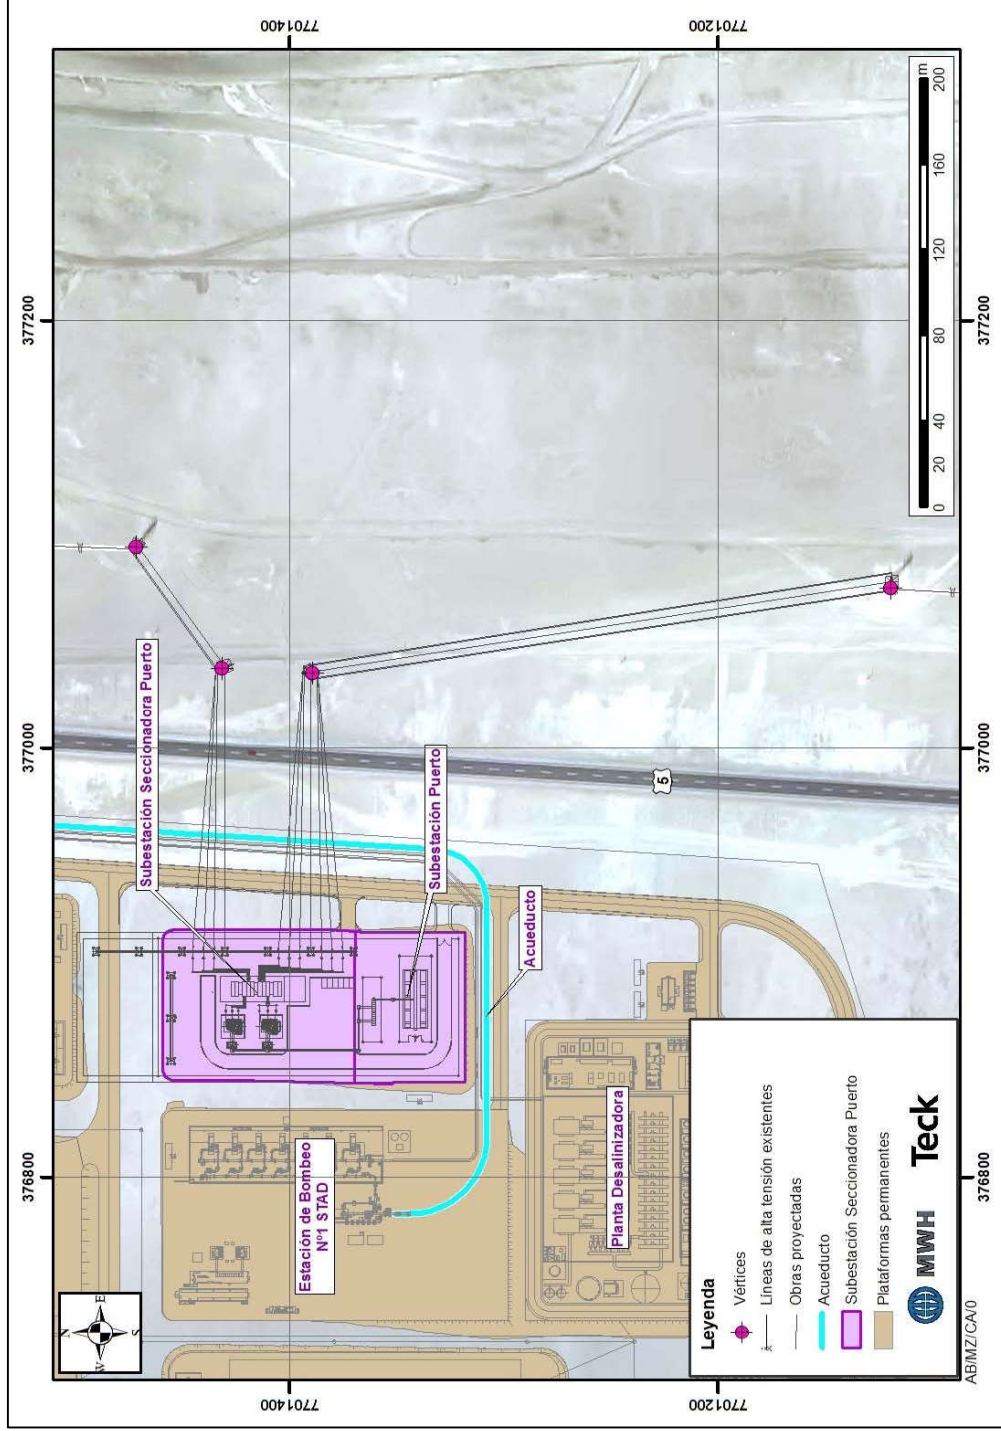 376800
377000
377200
7701400
7701400
7701200
7701200
N
W
E
S
Estación de Bombeo
Nº1 STAD
Subestación Seccionadora Puerto
Subestación Puerto
Acueducto
Planta Desalinizadora
5
Leyenda
Vértices
Líneas de alta tensión existentes
Obras proyectadas
Acueducto
Subestación Seccionadora Puerto
Plataformas permanentes
MWH
Teck
0 20 40 80 120 160 200
m
376800
377000
377200
AB/MZ/CA/0